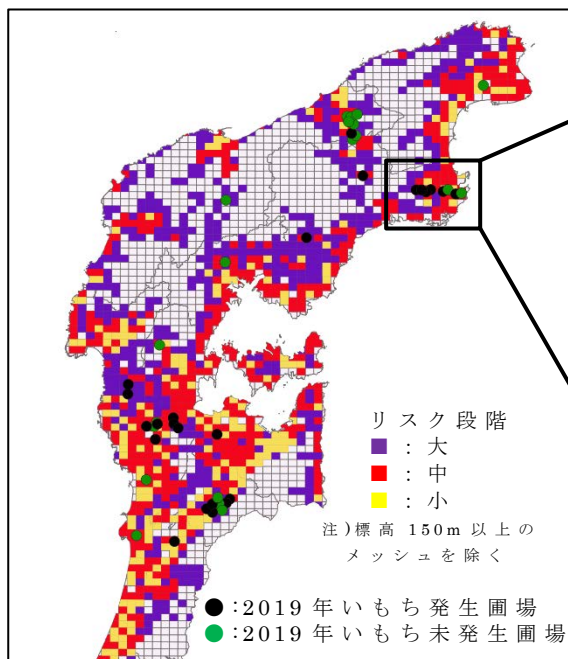 リスク段階
：大
：中
：小
注)標高 150m 以上の
メッシュを除く
：2019 年いもち発生圃場
：2019 年いもち未発生圃場